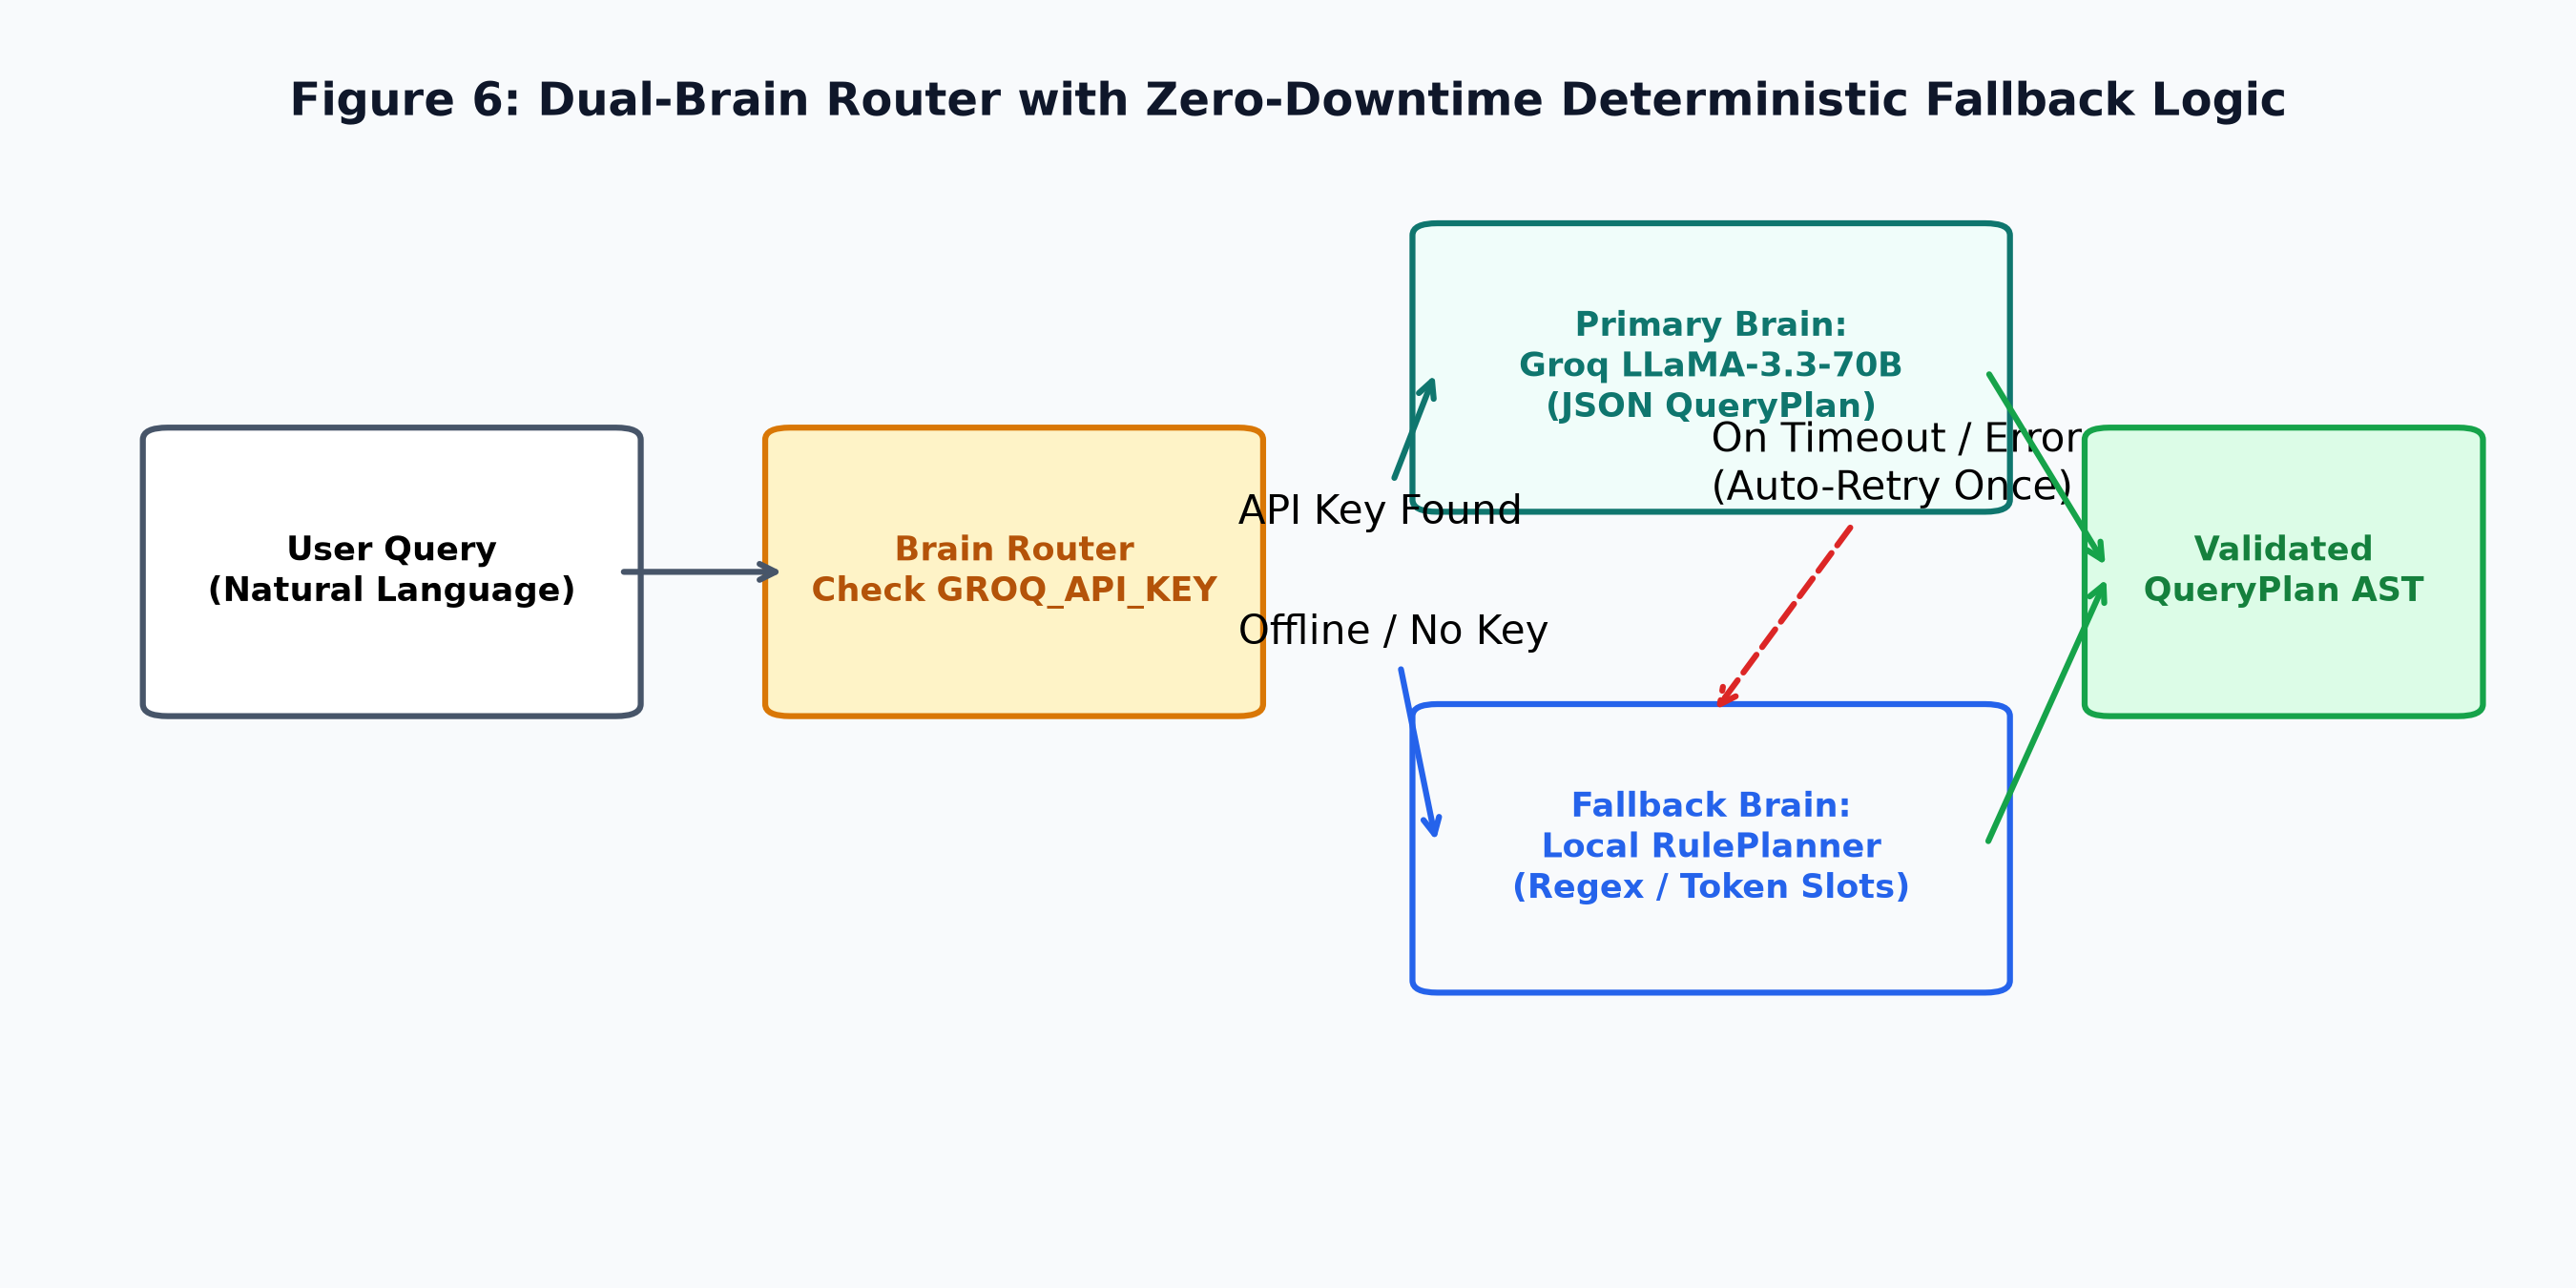 Figure 6: Dual-Brain Router with Zero-Downtime Deterministic Fallback Logic
User Query
(Natural Language)
Brain Router
Check GROQ_API_KEY
API Key Found
Offline / No Key
Primary Brain:
Groq LLaMA-3.3-70B
(JSON QueryPlan)
On Timeout / Error
(Auto-Retry Once)
Fallback Brain:
Local RulePlanner
(Regex / Token Slots)
Validated
QueryPlan AST